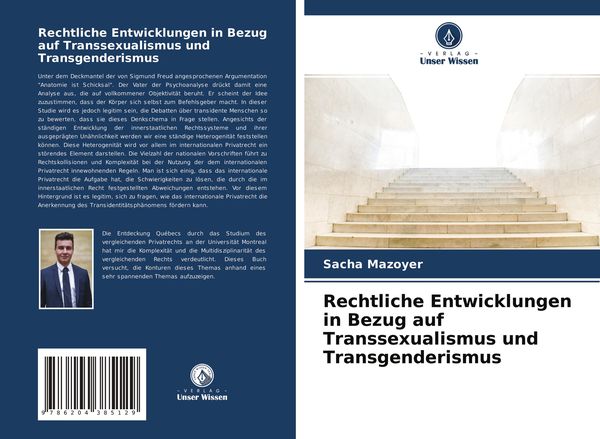 Rechtliche Entwicklungen in Bezug
auf Transsexualismus und
Transgenderismus
Unter dem Deckmantel der von Sigmund Freud angesprochenen Argumentation
"Anatomie ist Schicksal". Der Vater der Psychoanalyse drückt damit eine
Analyse aus, die auf vollkommener Objektivität beruht. Er scheint der Idee
zuzustimmen, dass der Körper sich selbst zum Befehlsgeber macht. In dieser
Studie wird es jedoch legitim sein, die Debatten über transidente Menschen so
zu bewerten, dass sie dieses Denkschema in Frage stellen. Angesichts der
ständigen Entwicklung der innerstaatlichen Rechtssysteme und ihrer
ausgeprägten Unähnlichkeit werden wir eine ständige Heterogenität feststellen
können. Diese Heterogenität wird vor allem im internationalen Privatrecht ein
störendes Element darstellen. Die Vielzahl der nationalen Vorschriften führt zu
Rechtskollisionen und Komplexität bei der Nutzung der dem internationalen
Privatrecht innewohnenden Regeln. Man ist sich einig, dass das internationale
Privatrecht die Aufgabe hat, die Schwierigkeiten zu lösen, die durch die im
innerstaatlichen Recht festgestellten Abweichungen entstehen. Vor diesem
Hintergrund ist es legitim, sich zu fragen, wie das internationale Privatrecht die
Anerkennung des Transidentitätsphänomens fördern kann.
Die Entdeckung Québecs durch das Studium des
vergleichenden Privatrechts an der Universität Montreal
hat mir die Komplexität und die Multidisziplinarität des
vergleichenden Rechts verdeutlicht. Dieses Buch
versucht, die Konturen dieses Themas anhand eines
sehr spannenden Themas aufzuzeigen.
9 786204 385129
VERLAG
Unser Wissen
VERLAG
Unser Wissen
Sacha Mazoyer
Rechtliche Entwicklungen
in Bezug auf
Transsexualismus und
Transgenderismus